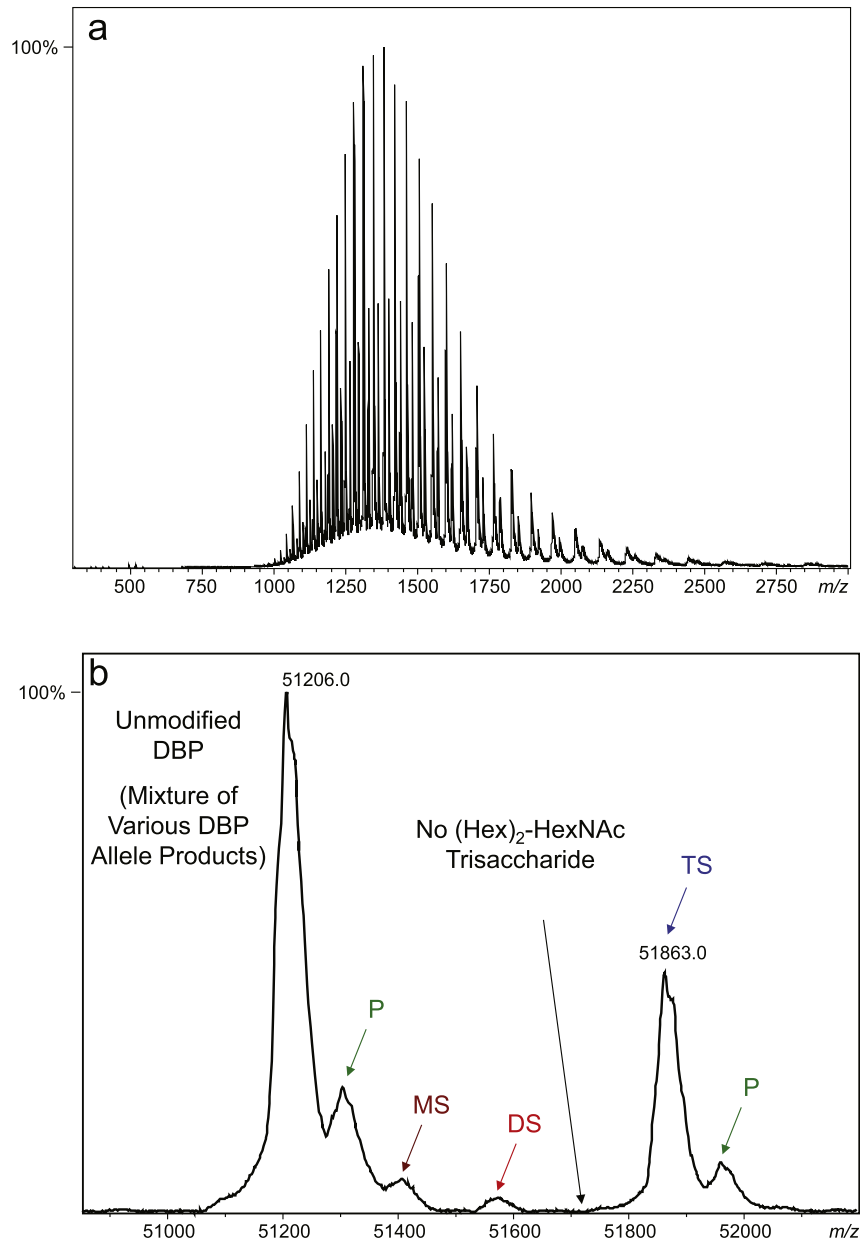 a
100%
500 750 1000 1250 1500 1750 2000 2250 2500 2750 m/z
b
100%
51206.0
Unmodified
DBP
(Mixture of
Various DBP
Allele Products)
No (Hex)2-HexNAc
Trisaccharide
TS
51863.0
P
P
MS
DS
51000 51200 51400 51600 51800 52000 m/z